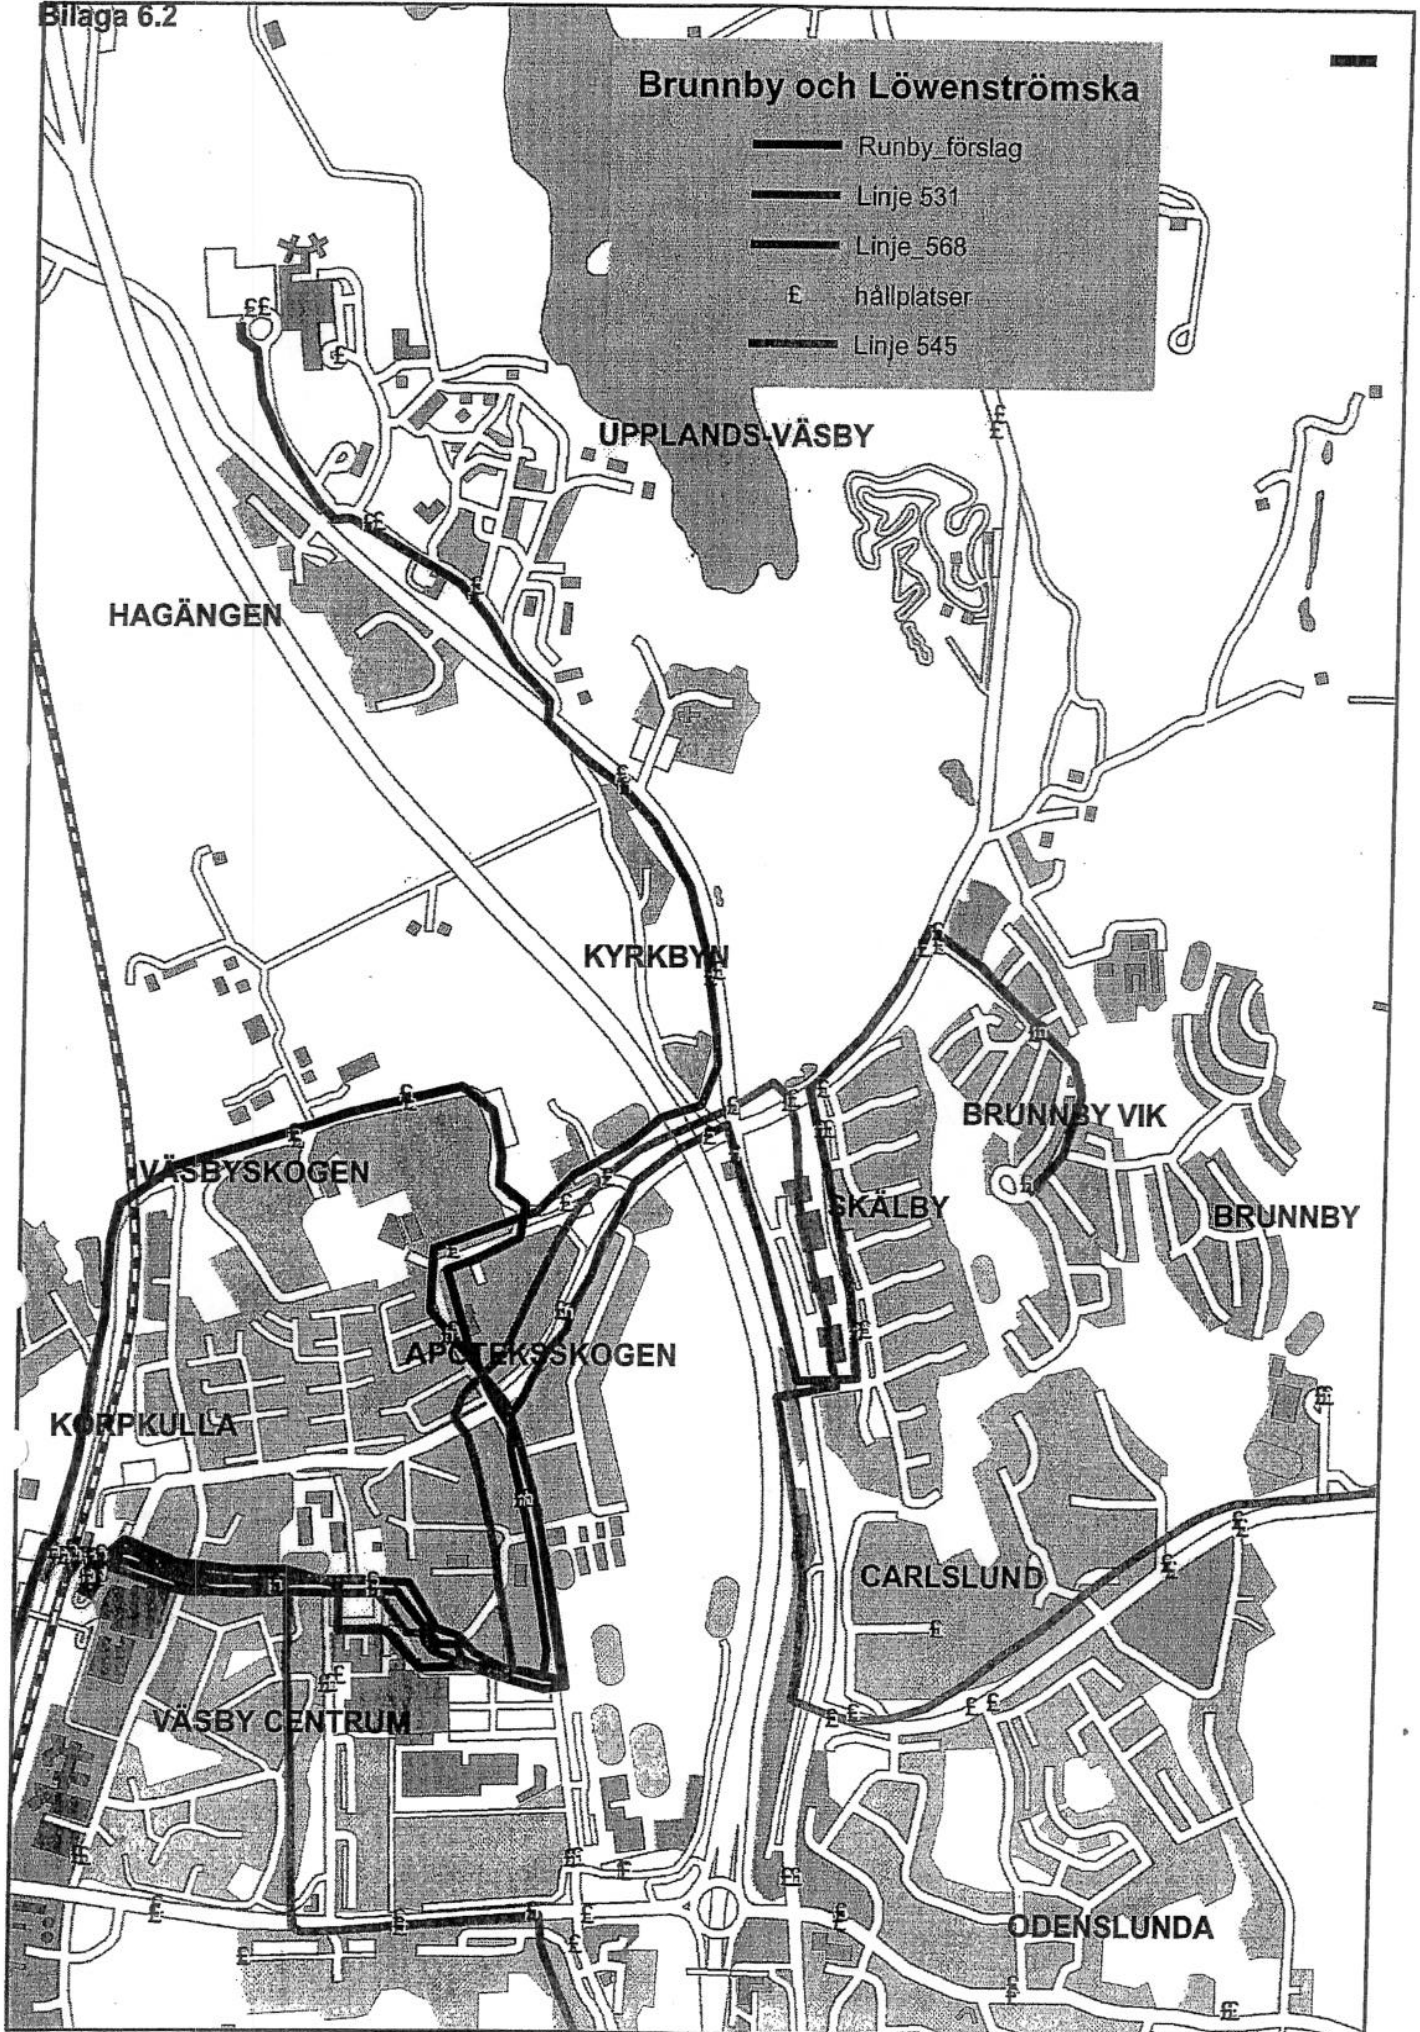 Bilaga 6.2
Brunnby och Löwenströmska
Runby_förslag
Linje 531
Linje_568
£ hållplatser
Linje 545
UPPLANDS-VÄSBY
HAGÄNGEN
KYRKBYN
BRUNNBY VIK
VÄSBYSKOGEN
SKÄLBY
BRUNNBY
APOTEKSSKOGEN
KORPKULLA
CARLSLUND
VÄSBY CENTRUM
ODENSLUNDA